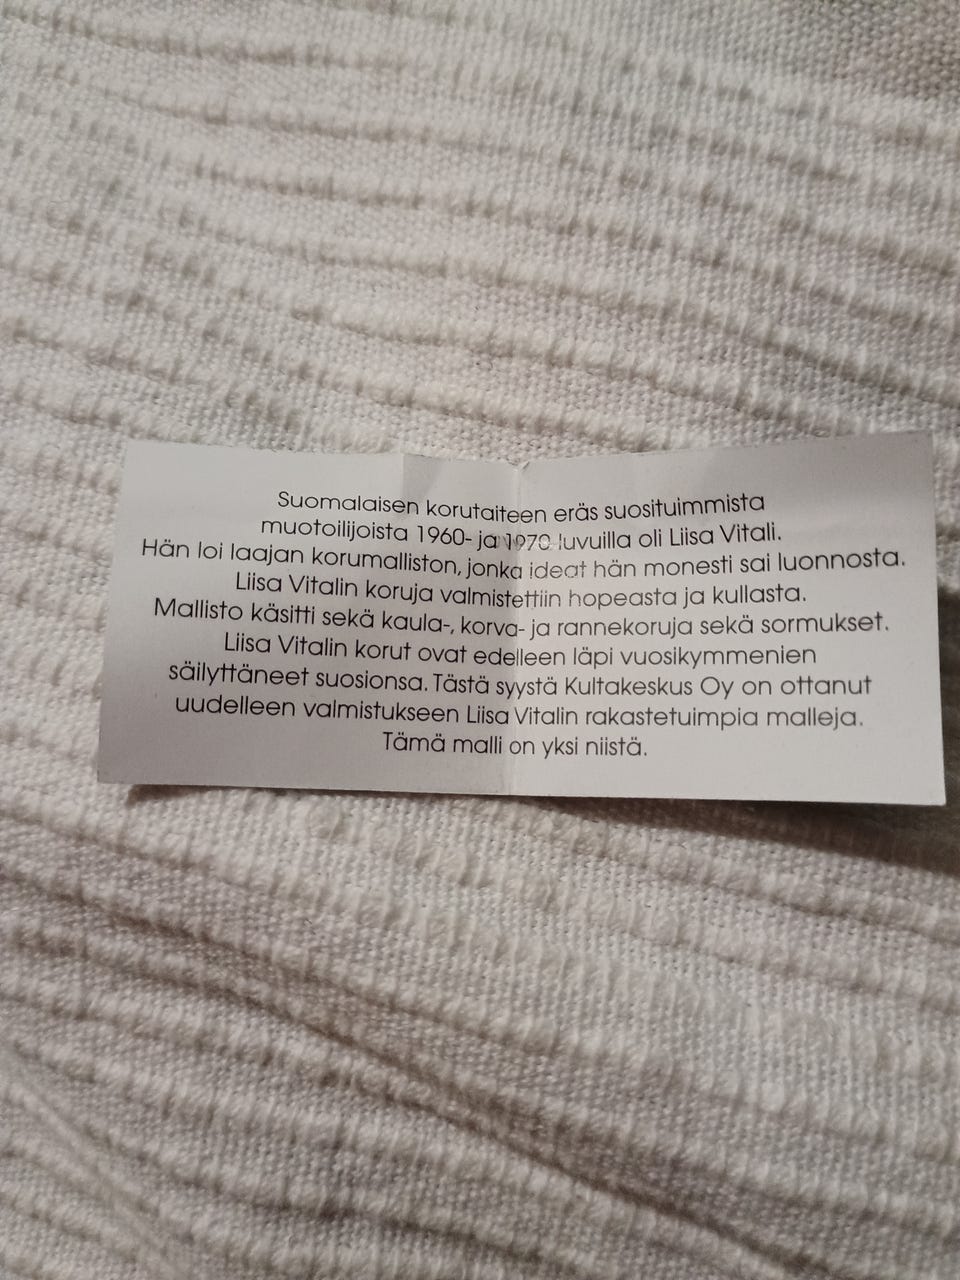 Suomalaisen korutaiteen eräs suosituimmista
muotoilijoista 1960- ja 1970-luvuilla oli Liisa Vitali.
Hän loi laajan korumalliston, jonka ideat hän monesti sai luonnosta.
Liisa Vitalin koruja valmistettiin hopeasta ja kullasta.
Mallisto käsitti sekä kaula-, korva- ja rannekoruja sekä sormukset.
Liisa Vitalin korut ovat edelleen läpi vuosikymmenien
säilyttäneet suosionsa. Tästä syystä Kultakeskus Oy on ottanut
uudelleen valmistukseen Liisa Vitalin rakastetuimpia malleja.
Tämä malli on yksi niistä.